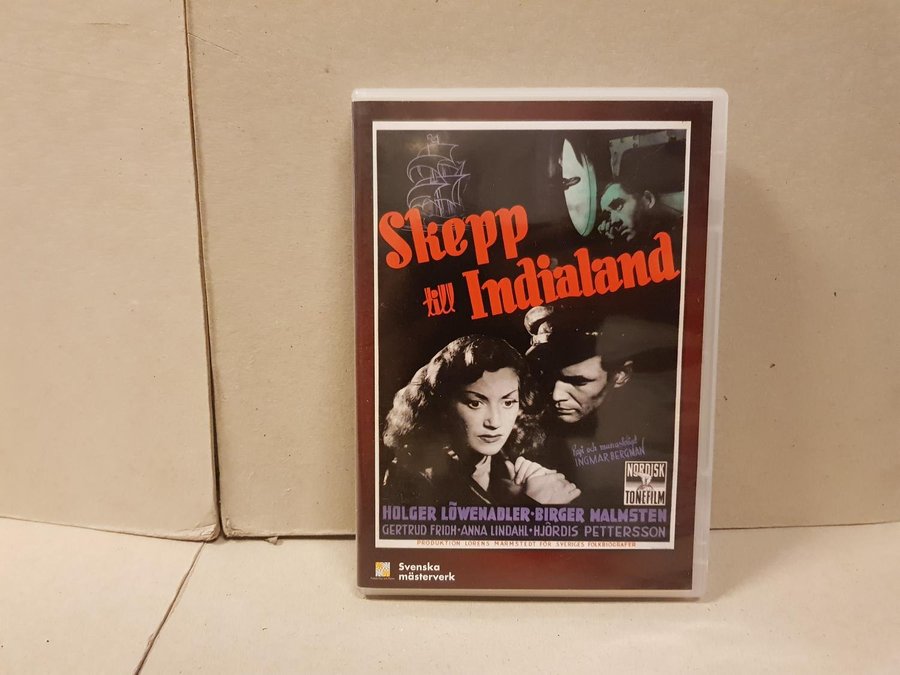 Skepp
till Indialand
Regi och manuskript
INGMAR BERGMAN
NORDISK
TONEFILM
HOLGER LÖWENADLER · BIRGER MALMSTEN
GERTRUD FRIDH · ANNA LINDAHL · HJÖRDIS PETTERSSON
PRODUKTION LORENS MARMSTEDT FÖR SVERIGES FOLKBIOGRAFER
Svenska
mästerverk